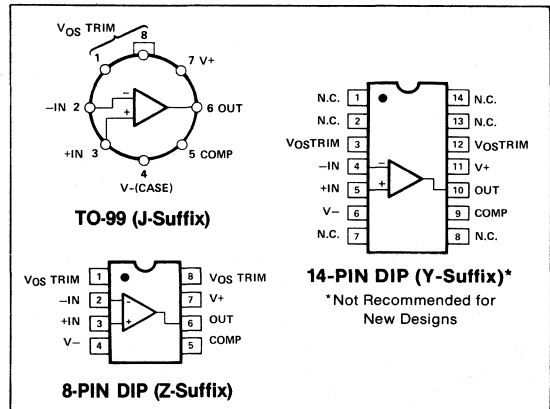 VOS TRIM
8
1
7 V+
−IN 2
6 OUT
+IN 3
5 COMP
4
V-(CASE)
− +
TO-99 (J-Suffix)
VOS TRIM 1
8 VOS TRIM
−IN 2
7 V+
+IN 3
6 OUT
V− 4
5 COMP
- +
8-PIN DIP (Z-Suffix)
N.C. 1
14 N.C.
N.C. 2
13 N.C.
VOSTRIM 3
12 VOSTRIM
−IN 4
11 V+
+IN 5
10 OUT
V− 6
9 COMP
N.C. 7
8 N.C.
− +
14-PIN DIP (Y-Suffix)*
*Not Recommended for
New Designs